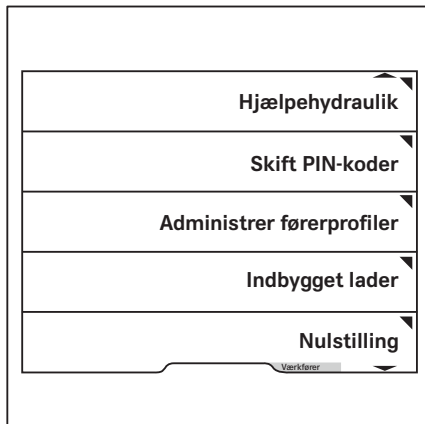 Hjælpehydraulik
Skift PIN-koder
Administrer førerprofiler
Indbygget lader
Nulstilling
Værkfører